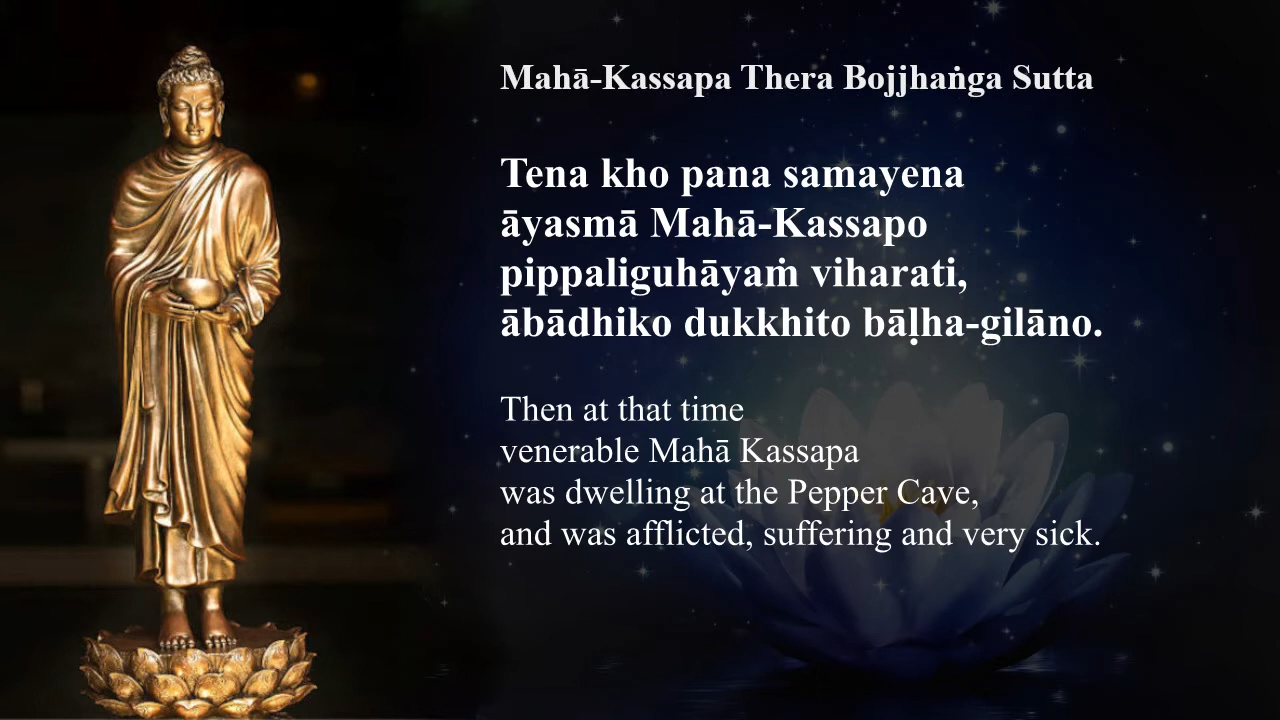 Mahā-Kassapa Thera Bojjhaṅga Sutta
Tena kho pana samayena
āyasmā Mahā-Kassapo
pippaliguhāyaṁ viharati,
ābādhiko dukkhito bāḷha-gilāno.
Then at that time
venerable Mahā Kassapa
was dwelling at the Pepper Cave,
and was afflicted, suffering and very sick.